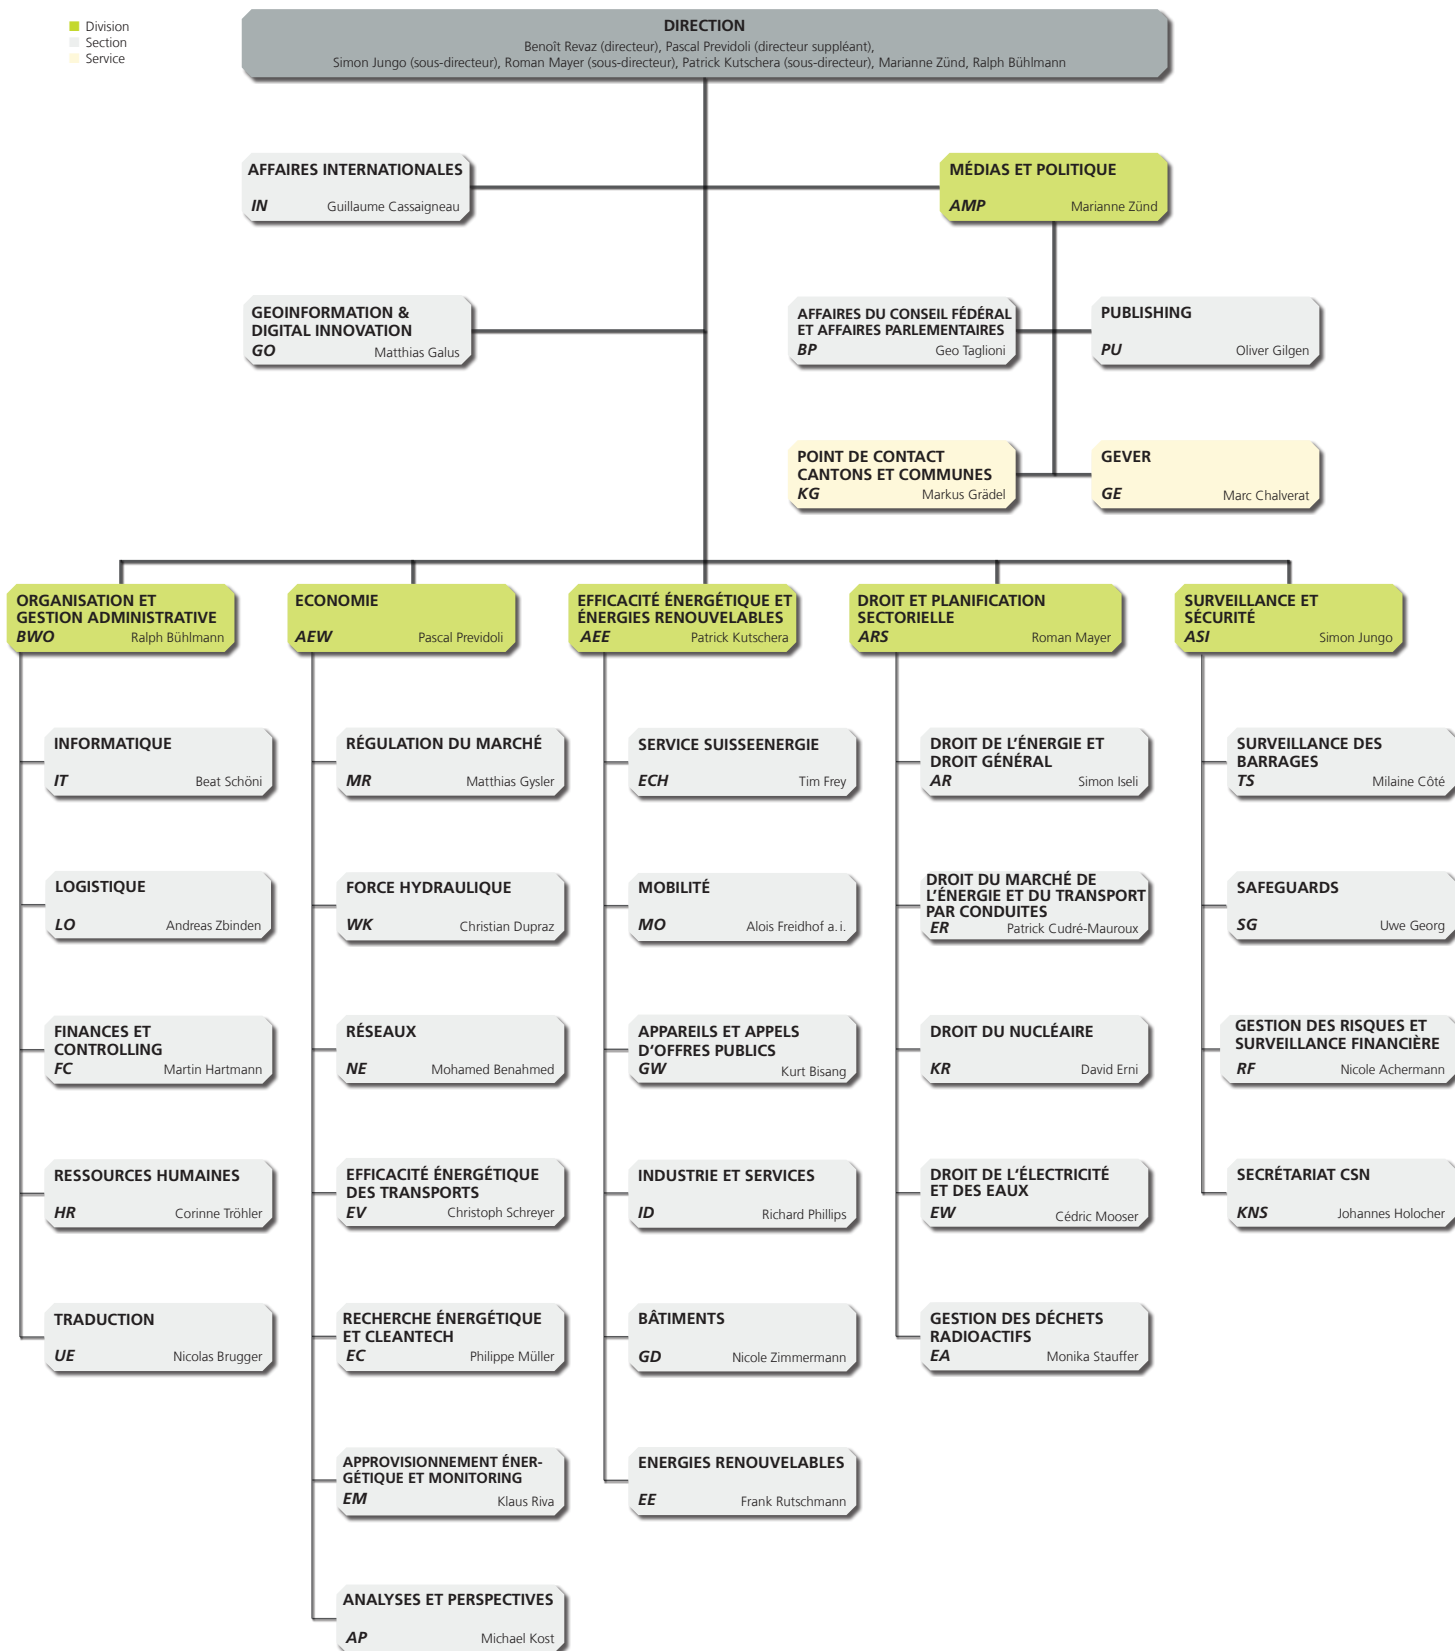 Division
Section
Service
DIRECTION
Benoît Revaz (directeur), Pascal Previdoli (directeur suppléant),
Simon Jungo (sous-directeur), Roman Mayer (sous-directeur), Patrick Kutschera (sous-directeur), Marianne Zünd, Ralph Bühlmann
AFFAIRES INTERNATIONALES
IN Guillaume Cassaigneau
MÉDIAS ET POLITIQUE
AMP Marianne Zünd
GEOINFORMATION &
DIGITAL INNOVATION
GO Matthias Galus
AFFAIRES DU CONSEIL FÉDÉRAL
ET AFFAIRES PARLEMENTAIRES
BP Geo Taglioni
PUBLISHING
PU Oliver Gilgen
POINT DE CONTACT
CANTONS ET COMMUNES
KG Markus Grädel
GEVER
GE Marc Chalverat
ORGANISATION ET
GESTION ADMINISTRATIVE
BWO Ralph Bühlmann
INFORMATIQUE
IT Beat Schöni
LOGISTIQUE
LO Andreas Zbinden
FINANCES ET
CONTROLLING
FC Martin Hartmann
RESSOURCES HUMAINES
HR Corinne Tröhler
TRADUCTION
UE Nicolas Brugger
ECONOMIE
AEW Pascal Previdoli
RÉGULATION DU MARCHÉ
MR Matthias Gysler
FORCE HYDRAULIQUE
WK Christian Dupraz
RÉSEAUX
NE Mohamed Benahmed
EFFICACITÉ ÉNERGÉTIQUE
DES TRANSPORTS
EV Christoph Schreyer
RECHERCHE ÉNERGÉTIQUE
ET CLEANTECH
EC Philippe Müller
APPROVISIONNEMENT ÉNER-
GÉTIQUE ET MONITORING
EM Klaus Riva
ANALYSES ET PERSPECTIVES
AP Michael Kost
EFFICACITÉ ÉNERGÉTIQUE ET
ÉNERGIES RENOUVELABLES
AEE Patrick Kutschera
SERVICE SUISSEENERGIE
ECH Tim Frey
MOBILITÉ
MO Alois Freidhof a. i.
APPAREILS ET APPELS
D'OFFRES PUBLICS
GW Kurt Bisang
INDUSTRIE ET SERVICES
ID Richard Phillips
BÂTIMENTS
GD Nicole Zimmermann
ENERGIES RENOUVELABLES
EE Frank Rutschmann
DROIT ET PLANIFICATION
SECTORIELLE
ARS Roman Mayer
DROIT DE L'ÉNERGIE ET
DROIT GÉNÉRAL
AR Simon Iseli
DROIT DU MARCHÉ DE
L'ÉNERGIE ET DU TRANSPORT
PAR CONDUITES
ER Patrick Cudré-Mauroux
DROIT DU NUCLÉAIRE
KR David Erni
DROIT DE L'ÉLECTRICITÉ
ET DES EAUX
EW Cédric Mooser
GESTION DES DÉCHETS
RADIOACTIFS
EA Monika Stauffer
SURVEILLANCE ET
SÉCURITÉ
ASI Simon Jungo
SURVEILLANCE DES
BARRAGES
TS Milaine Côté
SAFEGUARDS
SG Uwe Georg
GESTION DES RISQUES ET
SURVEILLANCE FINANCIÈRE
RF Nicole Achermann
SECRÉTARIAT CSN
KNS Johannes Holocher